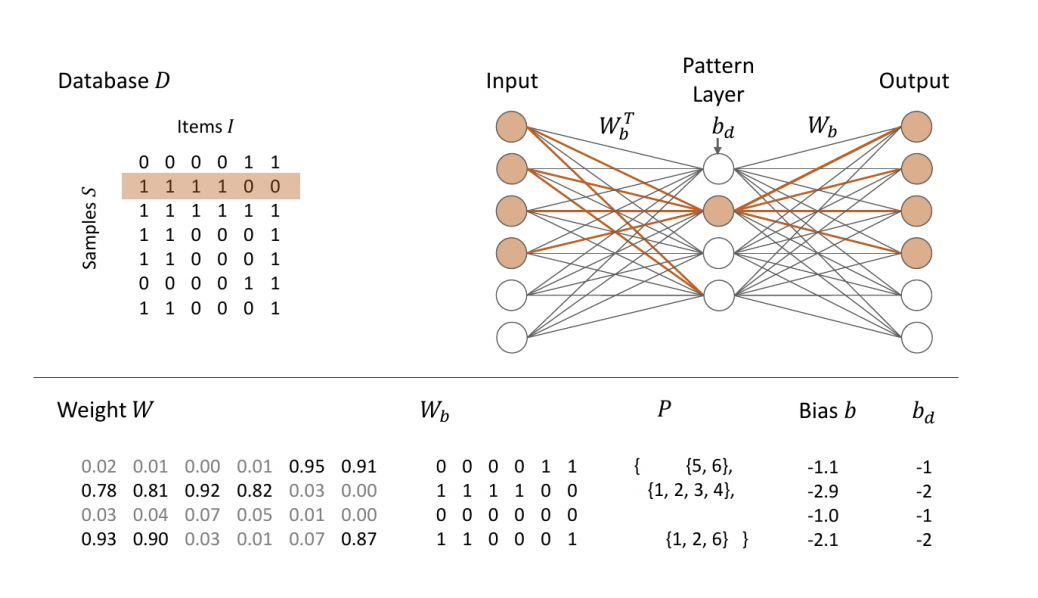 Database D
Items I
Samples S
0 0 0 0 1 1
1 1 1 1 0 0
1 1 1 1 1 1
1 1 0 0 0 1
1 1 0 0 0 1
0 0 0 0 1 1
1 1 0 0 0 1
Input
Pattern
Layer
Output
W_b^T
b_d
W_b
Weight W W_b P Bias b b_d
0.02 0.01 0.00 0.01 0.95 0.91 0 0 0 0 1 1 { {5, 6}, -1.1 -1
0.78 0.81 0.92 0.82 0.03 0.00 1 1 1 1 0 0 {1, 2, 3, 4}, -2.9 -2
0.03 0.04 0.07 0.05 0.01 0.00 0 0 0 0 0 0 -1.0 -1
0.93 0.90 0.03 0.01 0.07 0.87 1 1 0 0 0 1 {1, 2, 6} } -2.1 -2